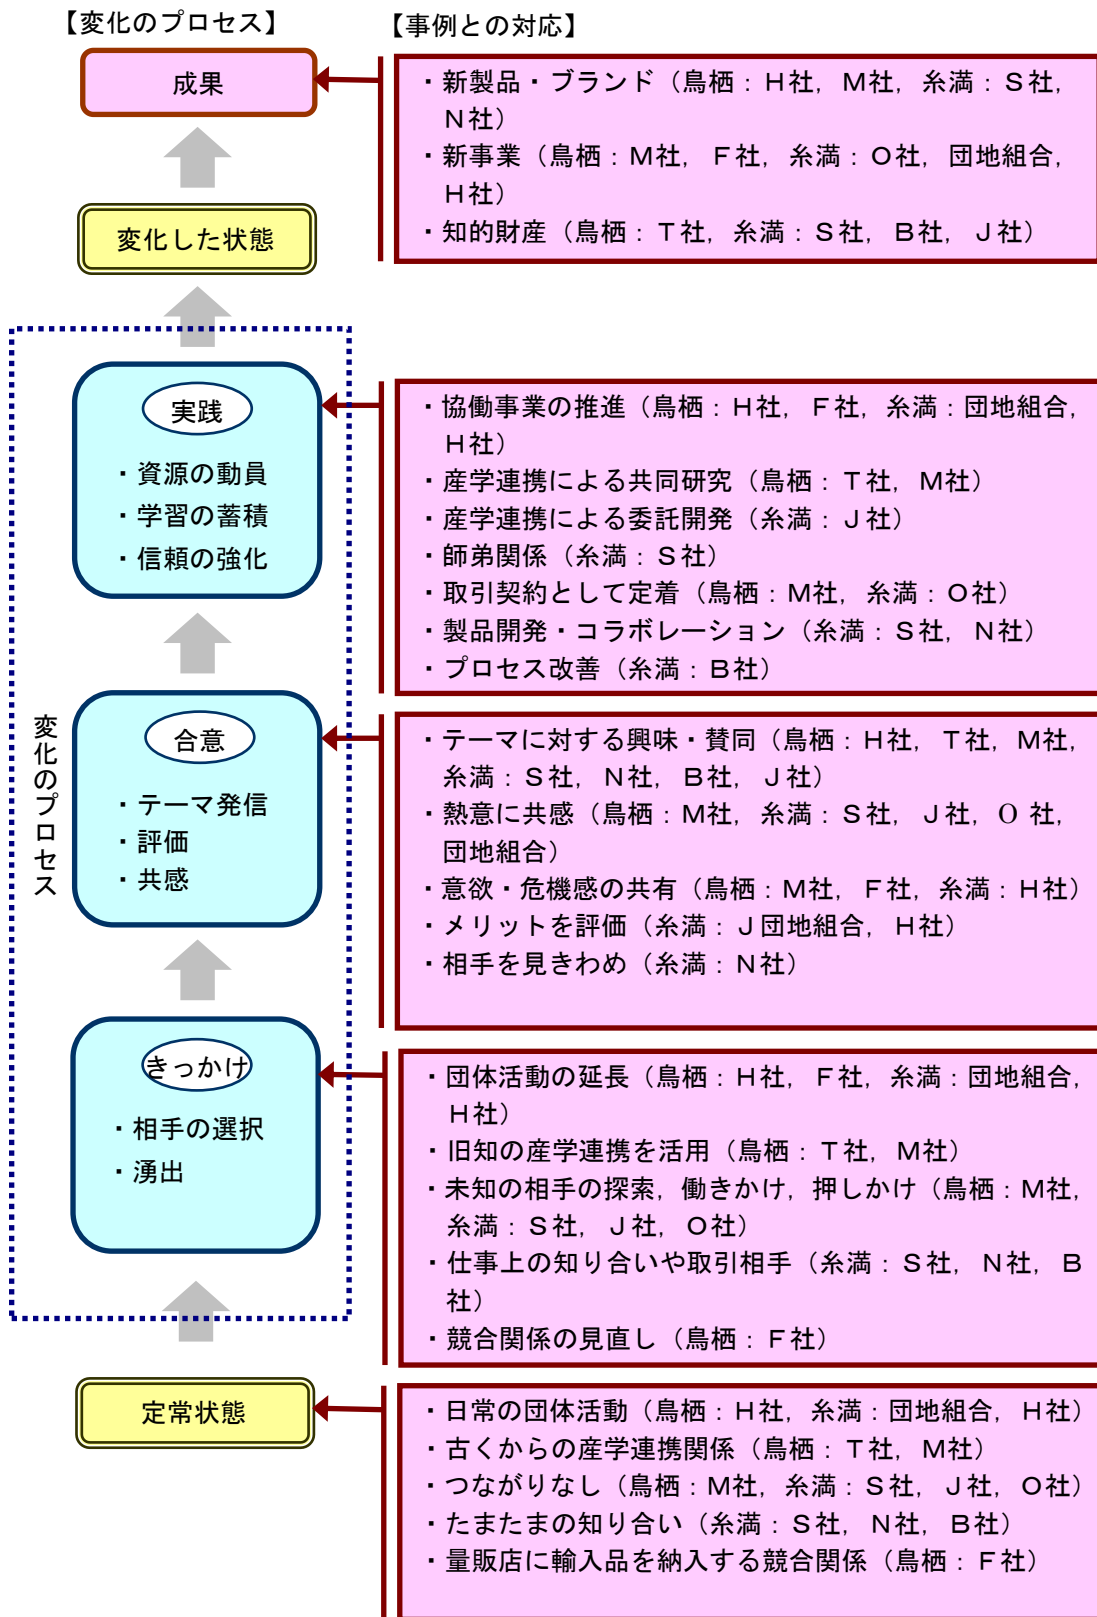 【変化のプロセス】
【事例との対応】
成果
・新製品・ブランド（鳥栖：Ｈ社，Ｍ社，糸満：Ｓ社，
Ｎ社）
・新事業（鳥栖：Ｍ社，Ｆ社，糸満：Ｏ社，団地組合，
Ｈ社）
・知的財産（鳥栖：Ｔ社，糸満：Ｓ社，Ｂ社，Ｊ社）
変化した状態
変化のプロセス
実践
・資源の動員
・学習の蓄積
・信頼の強化
・協働事業の推進（鳥栖：Ｈ社，Ｆ社，糸満：団地組合，
Ｈ社）
・産学連携による共同研究（鳥栖：Ｔ社，Ｍ社）
・産学連携による委託開発（糸満：Ｊ社）
・師弟関係（糸満：Ｓ社）
・取引契約として定着（鳥栖：Ｍ社，糸満：Ｏ社）
・製品開発・コラボレーション（糸満：Ｓ社，Ｎ社）
・プロセス改善（糸満：Ｂ社）
合意
・テーマ発信
・評価
・共感
・テーマに対する興味・賛同（鳥栖：Ｈ社，Ｔ社，Ｍ社，
糸満：Ｓ社，Ｎ社，Ｂ社，Ｊ社）
・熱意に共感（鳥栖：Ｍ社，糸満：Ｓ社，Ｊ社，O 社，
団地組合）
・意欲・危機感の共有（鳥栖：Ｍ社，Ｆ社，糸満：Ｈ社）
・メリットを評価（糸満：Ｊ団地組合，Ｈ社）
・相手を見きわめ（糸満：Ｎ社）
きっかけ
・相手の選択
・湧出
・団体活動の延長（鳥栖：Ｈ社，Ｆ社，糸満：団地組合，
Ｈ社）
・旧知の産学連携を活用（鳥栖：Ｔ社，Ｍ社）
・未知の相手の探索，働きかけ，押しかけ（鳥栖：Ｍ社，
糸満：Ｓ社，Ｊ社，Ｏ社）
・仕事上の知り合いや取引相手（糸満：Ｓ社，Ｎ社，Ｂ
社）
・競合関係の見直し（鳥栖：Ｆ社）
定常状態
・日常の団体活動（鳥栖：Ｈ社，糸満：団地組合，Ｈ社）
・古くからの産学連携関係（鳥栖：Ｔ社，Ｍ社）
・つながりなし（鳥栖：Ｍ社，糸満：Ｓ社，Ｊ社，Ｏ社）
・たまたまの知り合い（糸満：Ｓ社，Ｎ社，Ｂ社）
・量販店に輸入品を納入する競合関係（鳥栖：Ｆ社）